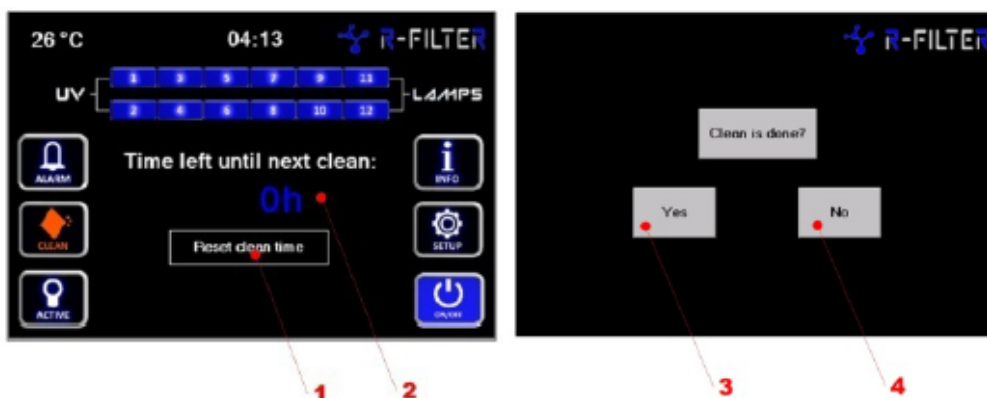 26 °C 04:13 R-FILTER
1 3 5 7 9 11
UV LAMPS
2 4 6 8 10 12
ALARM
Time left until next clean:
INFO
0h
CLEAN
Reset clean time
SETUP
ACTIVE
ON/OFF
1 2
R-FILTER
Clean is done?
Yes No
3 4